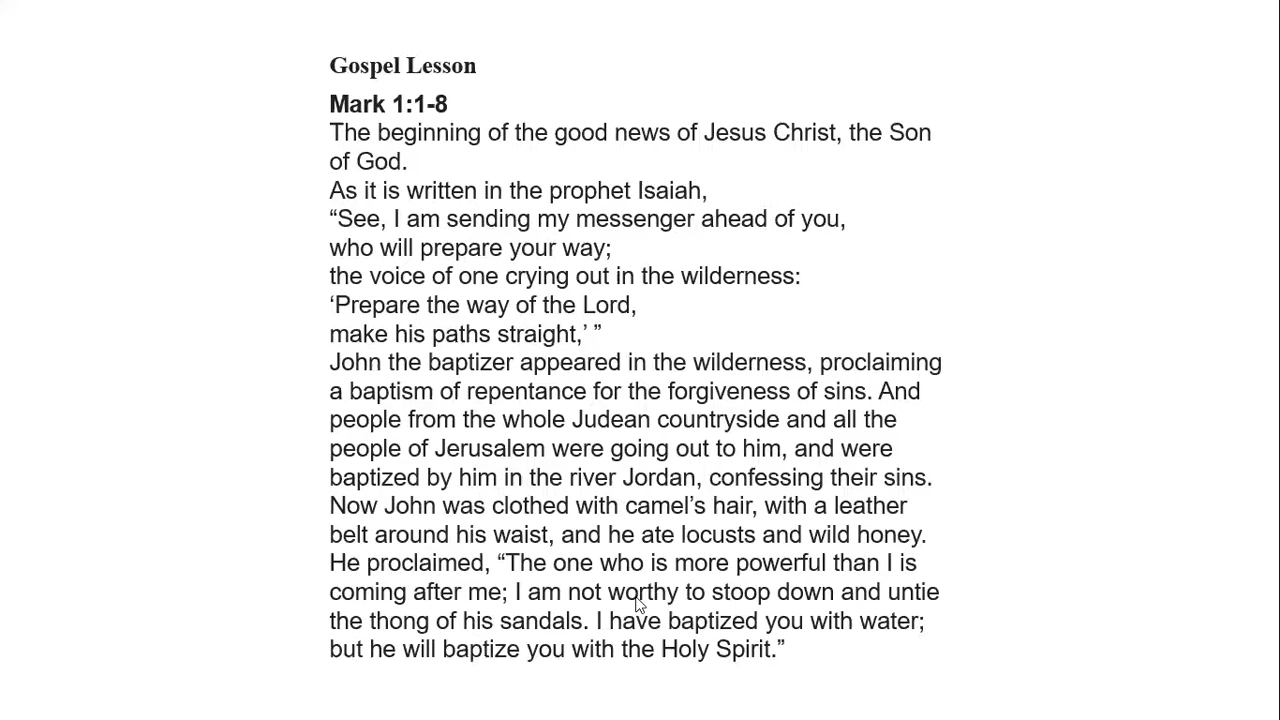 Gospel Lesson
Mark 1:1-8
The beginning of the good news of Jesus Christ, the Son
of God.
As it is written in the prophet Isaiah,
“See, I am sending my messenger ahead of you,
who will prepare your way;
the voice of one crying out in the wilderness:
‘Prepare the way of the Lord,
make his paths straight,’ ”
John the baptizer appeared in the wilderness, proclaiming
a baptism of repentance for the forgiveness of sins. And
people from the whole Judean countryside and all the
people of Jerusalem were going out to him, and were
baptized by him in the river Jordan, confessing their sins.
Now John was clothed with camel’s hair, with a leather
belt around his waist, and he ate locusts and wild honey.
He proclaimed, “The one who is more powerful than I is
coming after me; I am not worthy to stoop down and untie
the thong of his sandals. I have baptized you with water;
but he will baptize you with the Holy Spirit.”